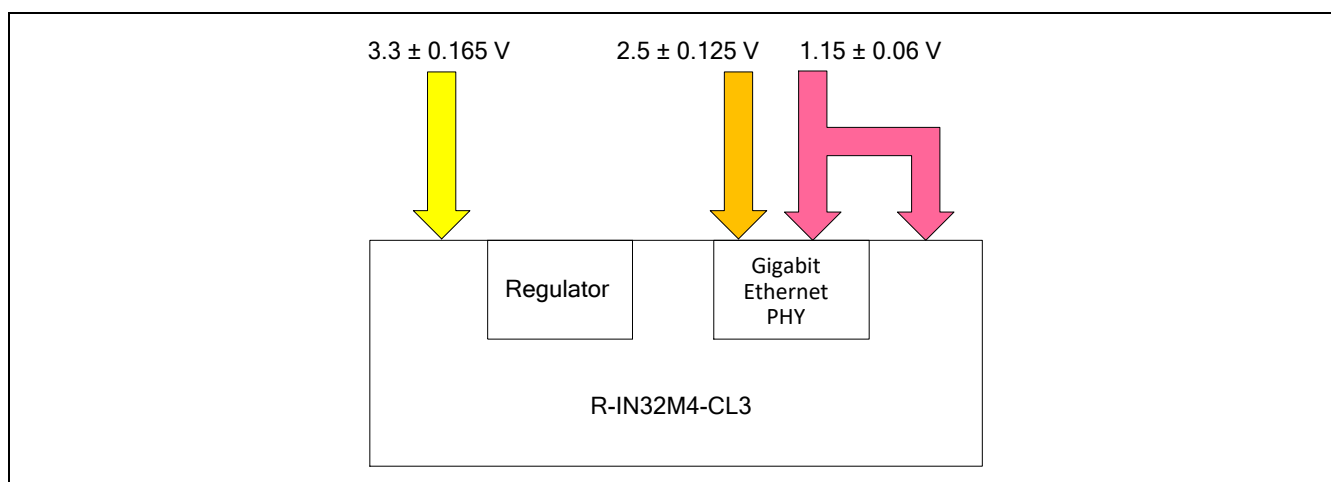 3.3 ± 0.165 V 2.5 ± 0.125 V 1.15 ± 0.06 V
Regulator
Gigabit
Ethernet
PHY
R-IN32M4-CL3